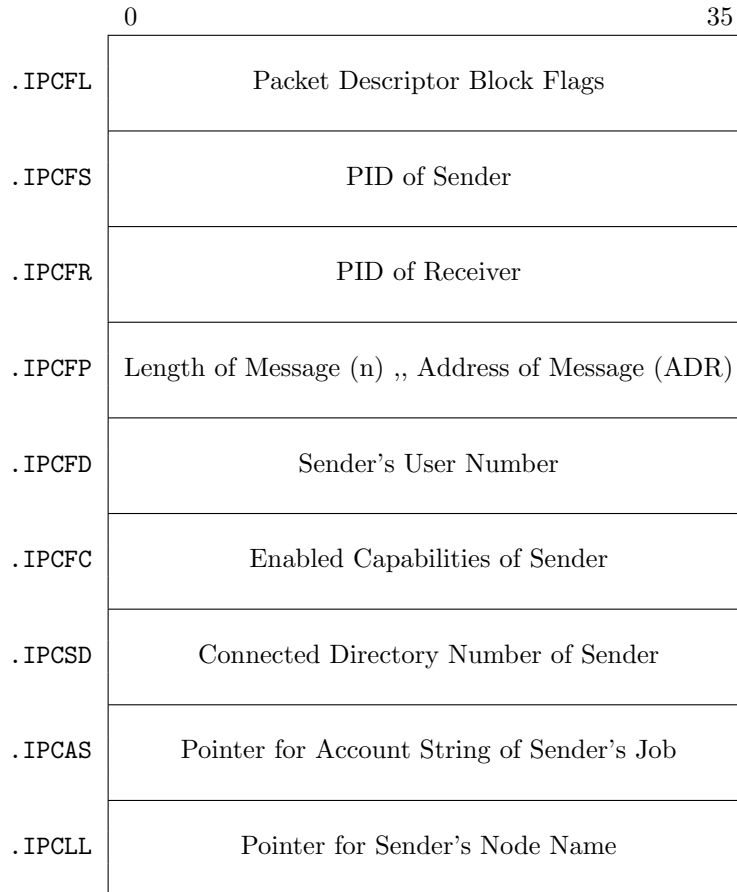 0 35
.IPCFL Packet Descriptor Block Flags
.IPCFS PID of Sender
.IPCFR PID of Receiver
.IPCFP Length of Message (n) ,, Address of Message (ADR)
.IPCFD Sender's User Number
.IPCFC Enabled Capabilities of Sender
.IPCSD Connected Directory Number of Sender
.IPCAS Pointer for Account String of Sender's Job
.IPCLL Pointer for Sender's Node Name